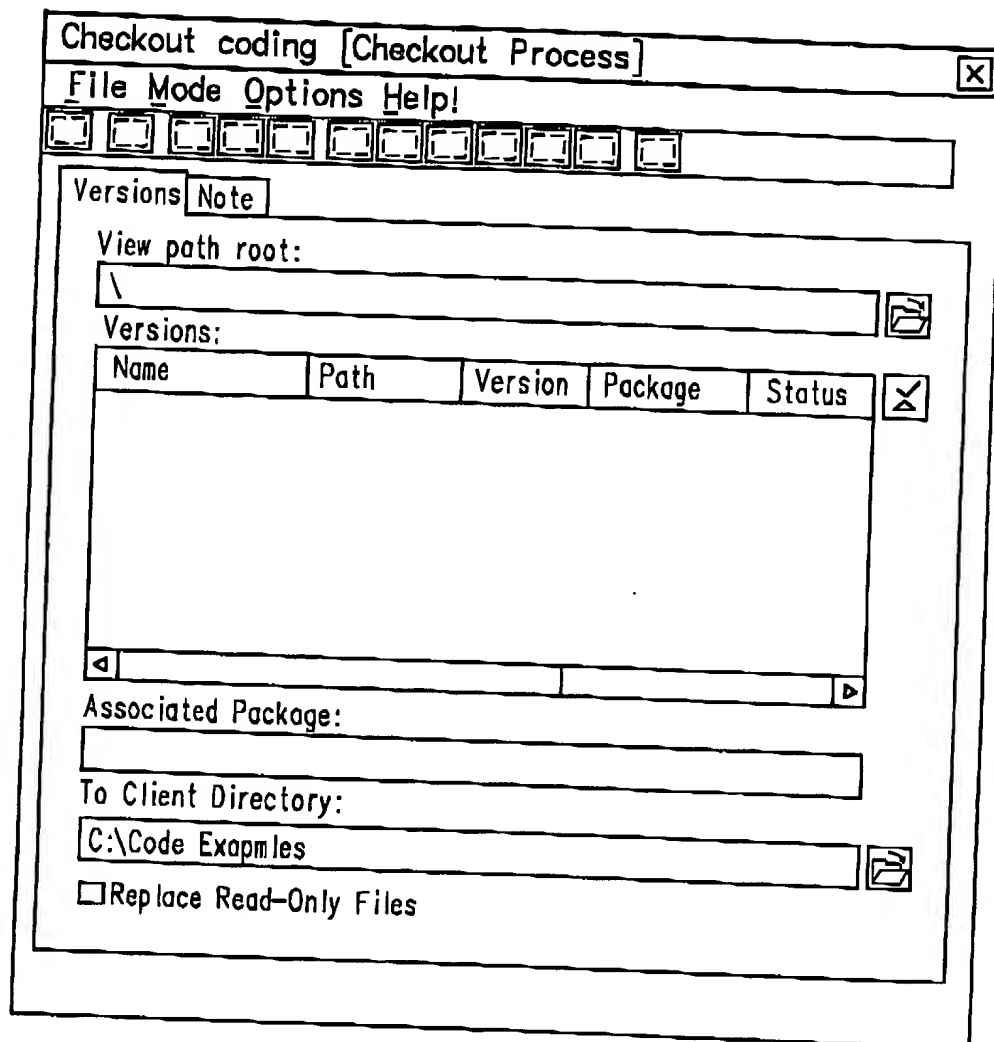 Checkout coding [Checkout Process]
File Mode Options Help!
Versions Note
View path root:
\
Versions:
Name Path Version Package Status
Associated Package:
To Client Directory:
C:\Code Exapmles
Replace Read-Only Files